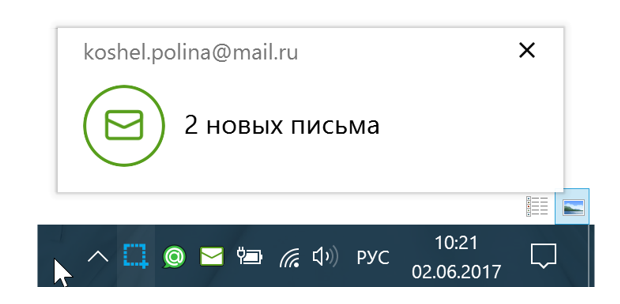 koshel.polina@mail.ru
2 новых письма
РУС
10:21
02.06.2017